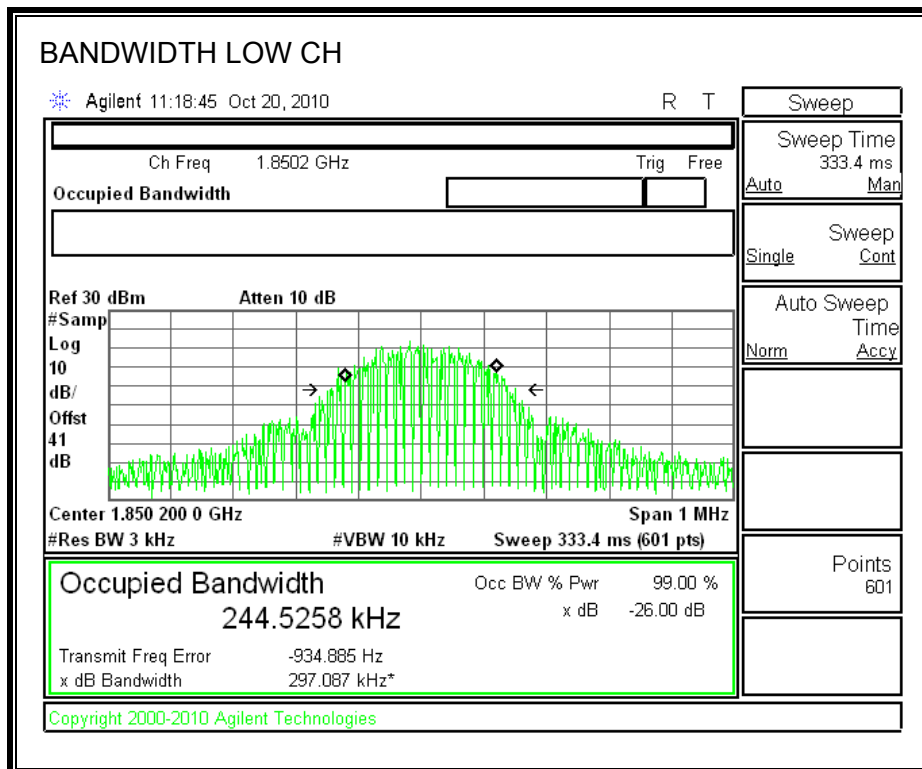 BANDWIDTH LOW CH
Agilent 11:18:45 Oct 20, 2010 R T
Ch Freq 1.8502 GHz Trig Free
Occupied Bandwidth
Ref 30 dBm Atten 10 dB
#Samp
Log
10
dB/
Offst
41
dB
Center 1.850 200 0 GHz Span 1 MHz
#Res BW 3 kHz #VBW 10 kHz Sweep 333.4 ms (601 pts)
Occupied Bandwidth Occ BW % Pwr 99.00 %
244.5258 kHz x dB -26.00 dB
Transmit Freq Error -934.885 Hz
x dB Bandwidth 297.087 kHz*
Copyright 2000-2010 Agilent Technologies
Sweep
Sweep Time
333.4 ms
Auto Man
Sweep
Single Cont
Auto Sweep
Time
Norm Accy
Points
601